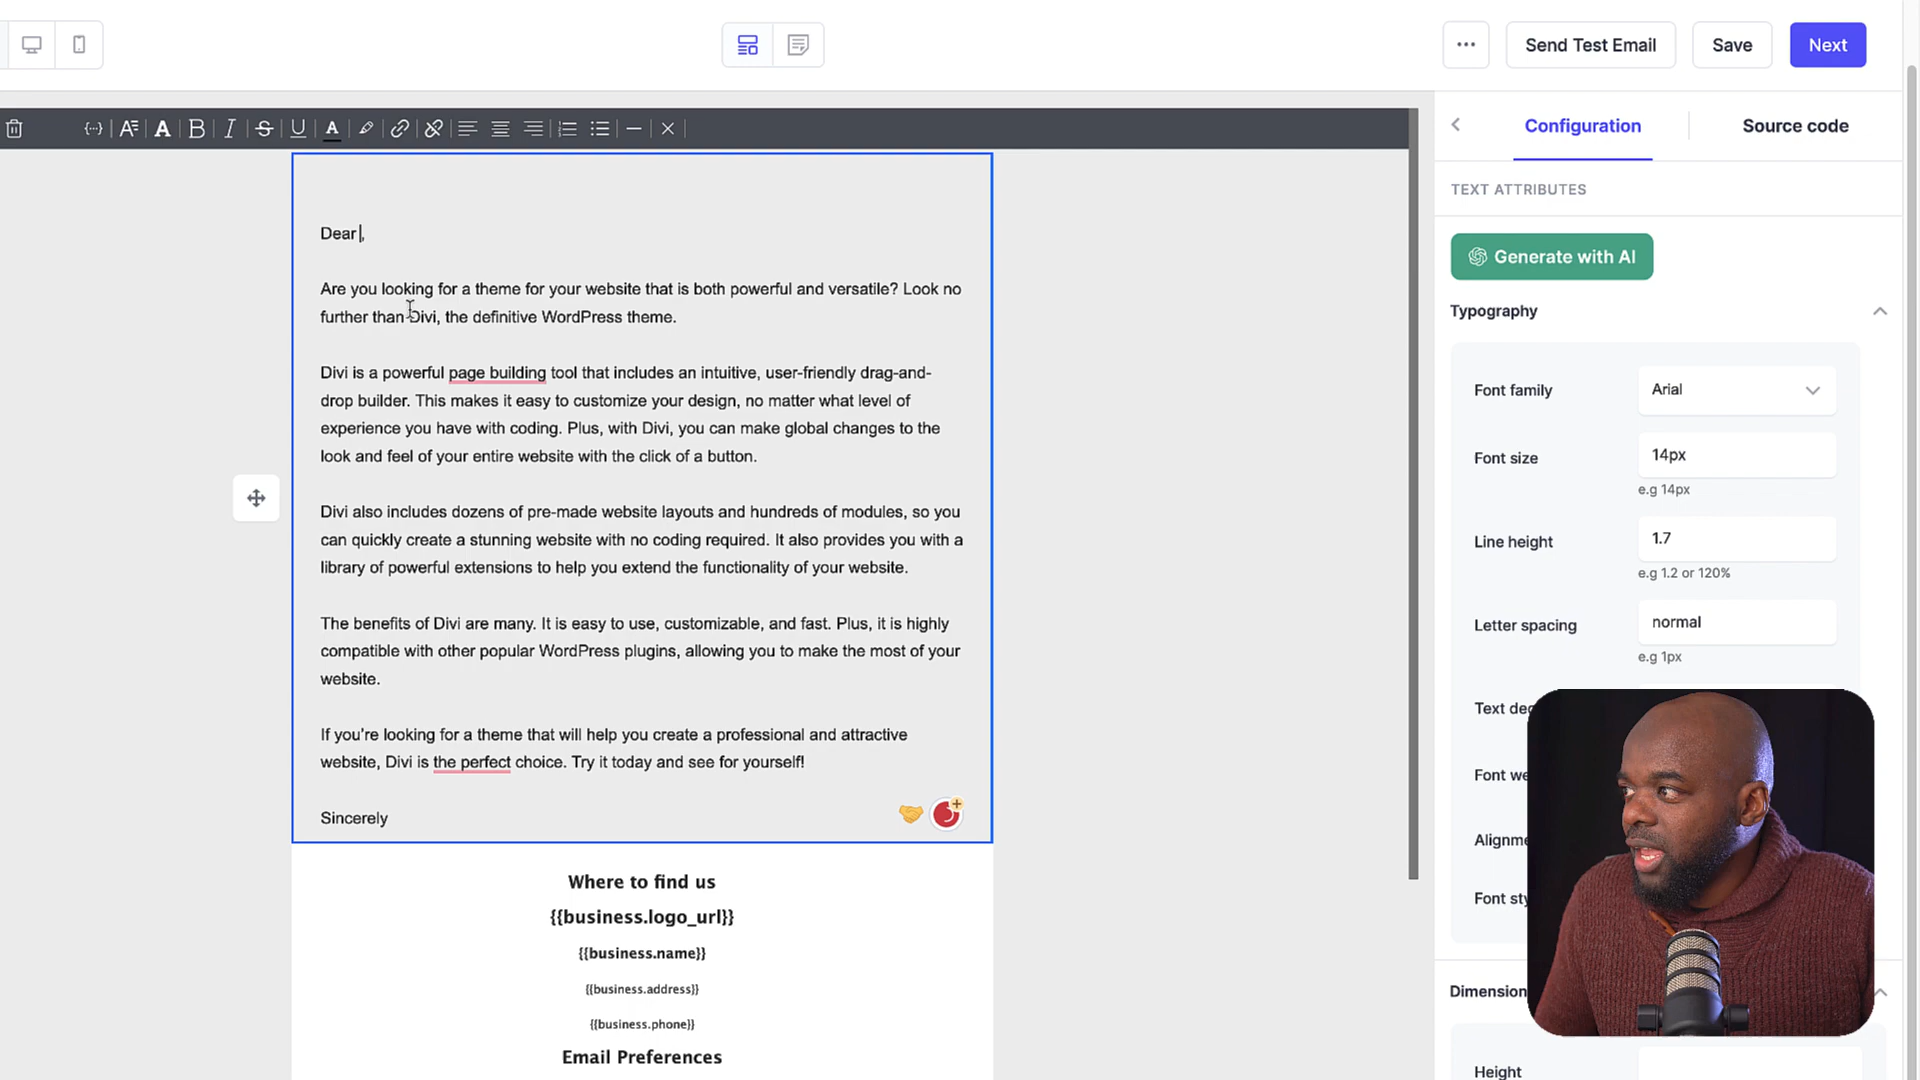 Send Test Email
Save
Next
Configuration
Source code
TEXT ATTRIBUTES
Generate with AI
Typography
Font family
Arial
Font size
14px
e.g 14px
Line height
1.7
e.g 1.2 or 120%
Letter spacing
normal
e.g 1px
Text
Font
Font
Height
Dear ,
Are you looking for a theme for your website that is both powerful and versatile? Look no
further than Divi, the definitive WordPress theme.
Divi is a powerful page building tool that includes an intuitive, user-friendly drag-and-
drop builder. This makes it easy to customize your design, no matter what level of
experience you have with coding. Plus, with Divi, you can make global changes to the
look and feel of your entire website with the click of a button.
Divi also includes dozens of pre-made website layouts and hundreds of modules, so you
can quickly create a stunning website with no coding required. It also provides you with a
library of powerful extensions to help you extend the functionality of your website.
The benefits of Divi are many. It is easy to use, customizable, and fast. Plus, it is highly
compatible with other popular WordPress plugins, allowing you to make the most of your
website.
If you're looking for a theme that will help you create a professional and attractive
website, Divi is the perfect choice. Try it today and see for yourself!
Sincerely
Where to find us
{{business.logo_url}}
{{business.name}}
{{business.address}}
{{business.phone}}
Email Preferences